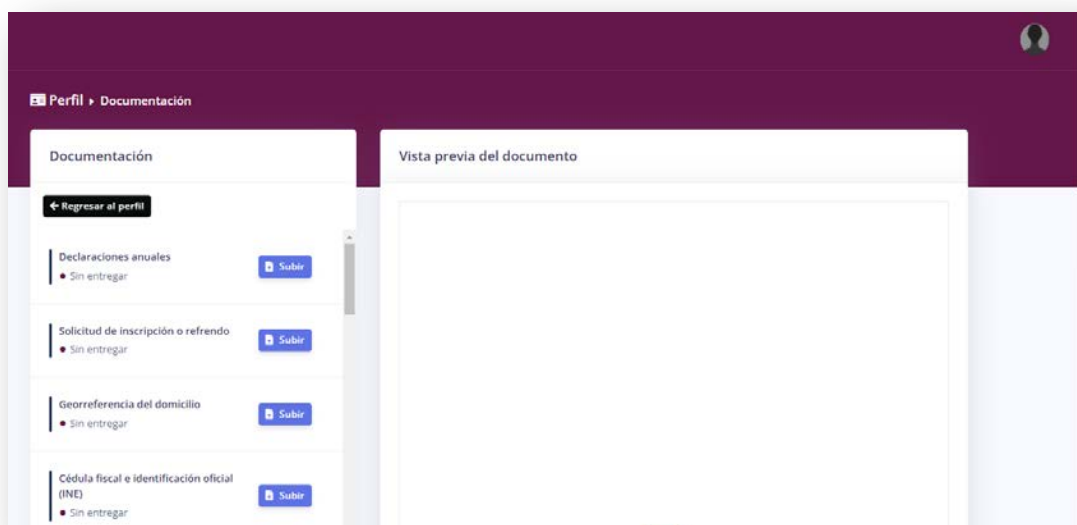 Perfil ▸ Documentación
Documentación
Vista previa del documento
← Regresar al perfil
Declaraciones anuales
Sin entregar
Subir
Solicitud de inscripción o refrendo
Sin entregar
Subir
Georreferencia del domicilio
Sin entregar
Subir
Cédula fiscal e identificación oficial
(INE)
Sin entregar
Subir